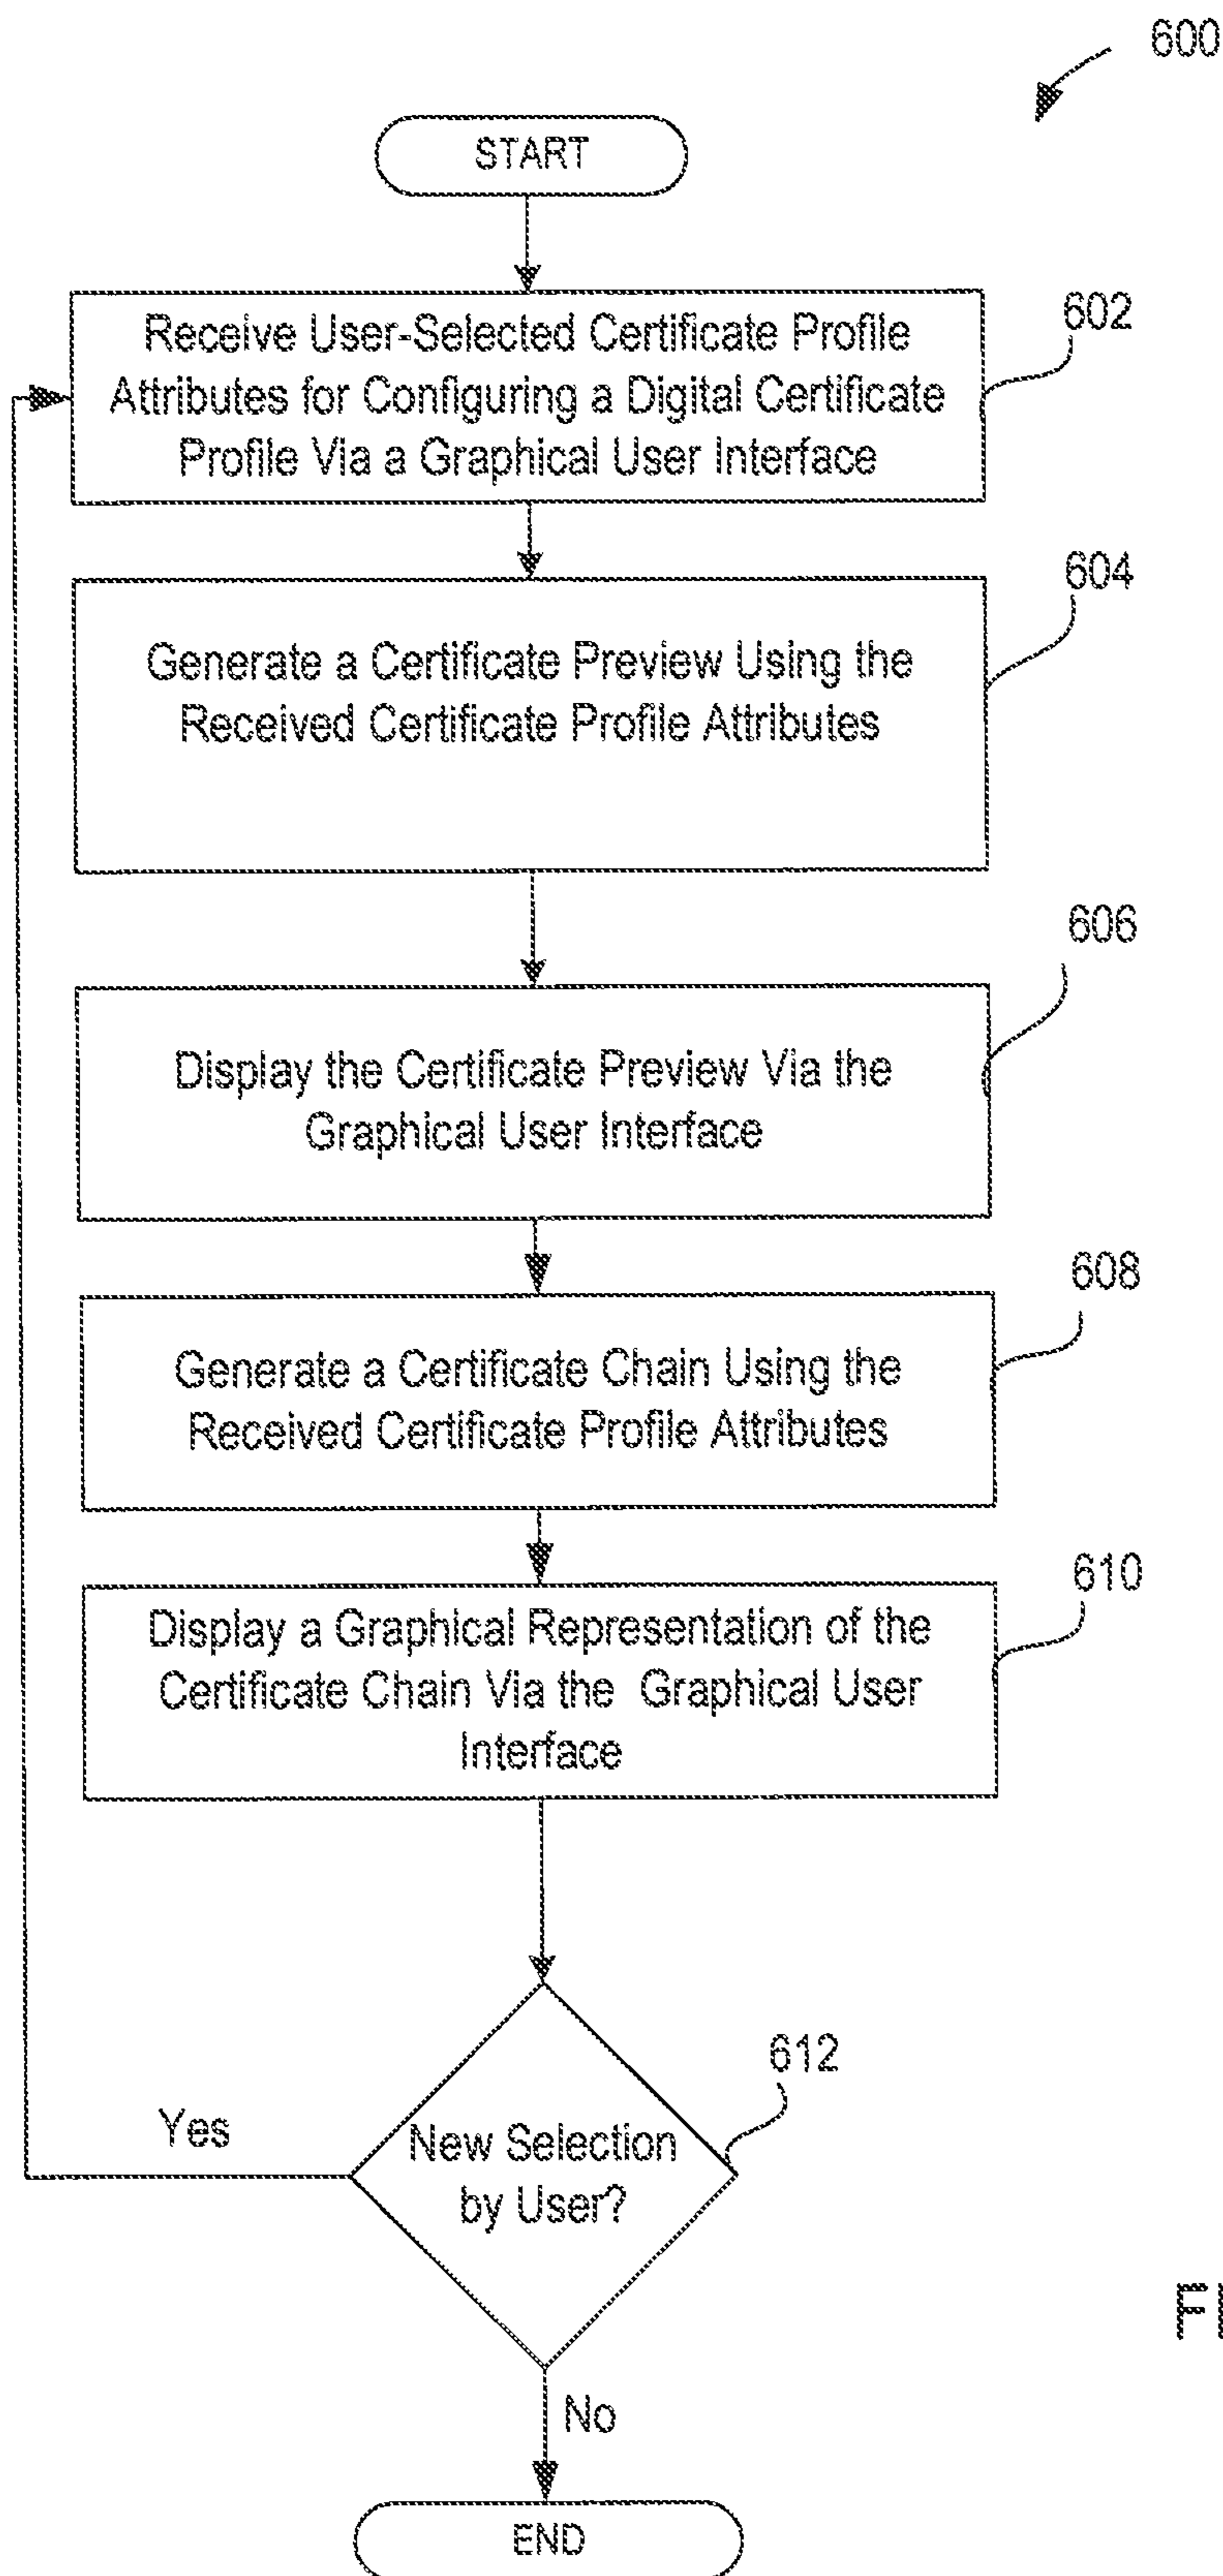 600
START
Receive User-Selected Certificate Profile
Attributes for Configuring a Digital Certificate
Profile Via a Graphical User Interface
602
Generate a Certificate Preview Using the
Received Certificate Profile Attributes
604
Display the Certificate Preview Via the
Graphical User Interface
606
Generate a Certificate Chain Using the
Received Certificate Profile Attributes
608
Display a Graphical Representation of the
Certificate Chain Via the Graphical User
Interface
610
New Selection
by User?
612
Yes
No
END